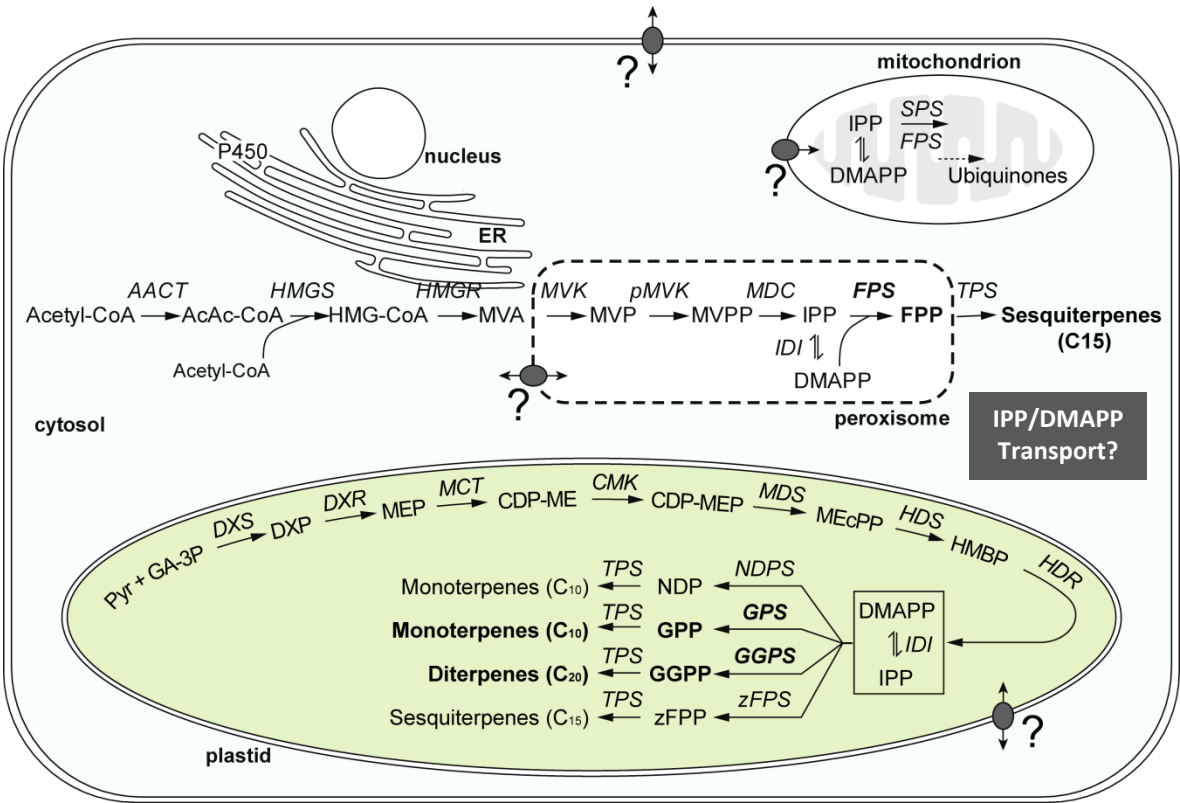 ?
mitochondrion
SPS
IPP
FPS
DMAPP
Ubiquinones
?
P450
nucleus
ER
AACT
HMGS
HMGR
MVK
pMVK
MDC
FPS
TPS
Acetyl-CoA
AcAc-CoA
HMG-CoA
MVA
MVP
MVPP
IPP
FPP
Sesquiterpenes
(C15)
IDI
Acetyl-CoA
DMAPP
?
peroxisome
cytosol
IPP/DMAPP
Transport?
Pyr + GA-3P
DXS
DXP
DXR
MEP
MCT
CDP-ME
CMK
CDP-MEP
MDS
MEcPP
HDS
HMBP
HDR
Monoterpenes (C10)
TPS
NDP
NDPS
Monoterpenes (C10)
TPS
GPP
GPS
Diterpenes (C20)
TPS
GGPP
GGPS
Sesquiterpenes (C15)
TPS
zFPP
zFPS
DMAPP
IDI
IPP
?
plastid